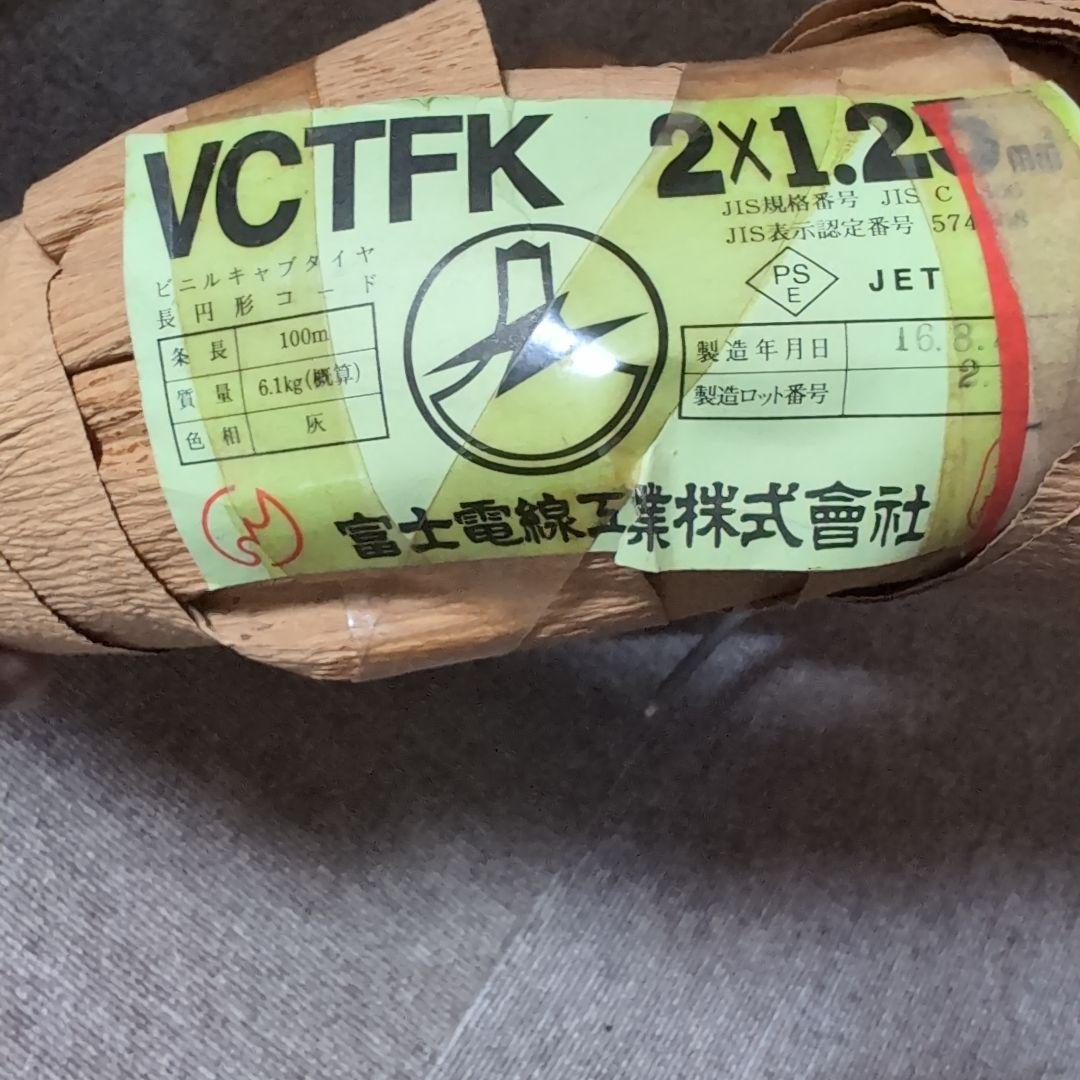 VCTFK 2×1.25
JIS規格番号 JIS C
JIS表示認定番号 574
ビニルキャブタイヤ
長円形コード
PS
E
JET
条長 100m
質量 6.1kg(概算)
色相 灰
製造年月日 16.8.
製造ロット番号 2.
富士電線工業株式會社